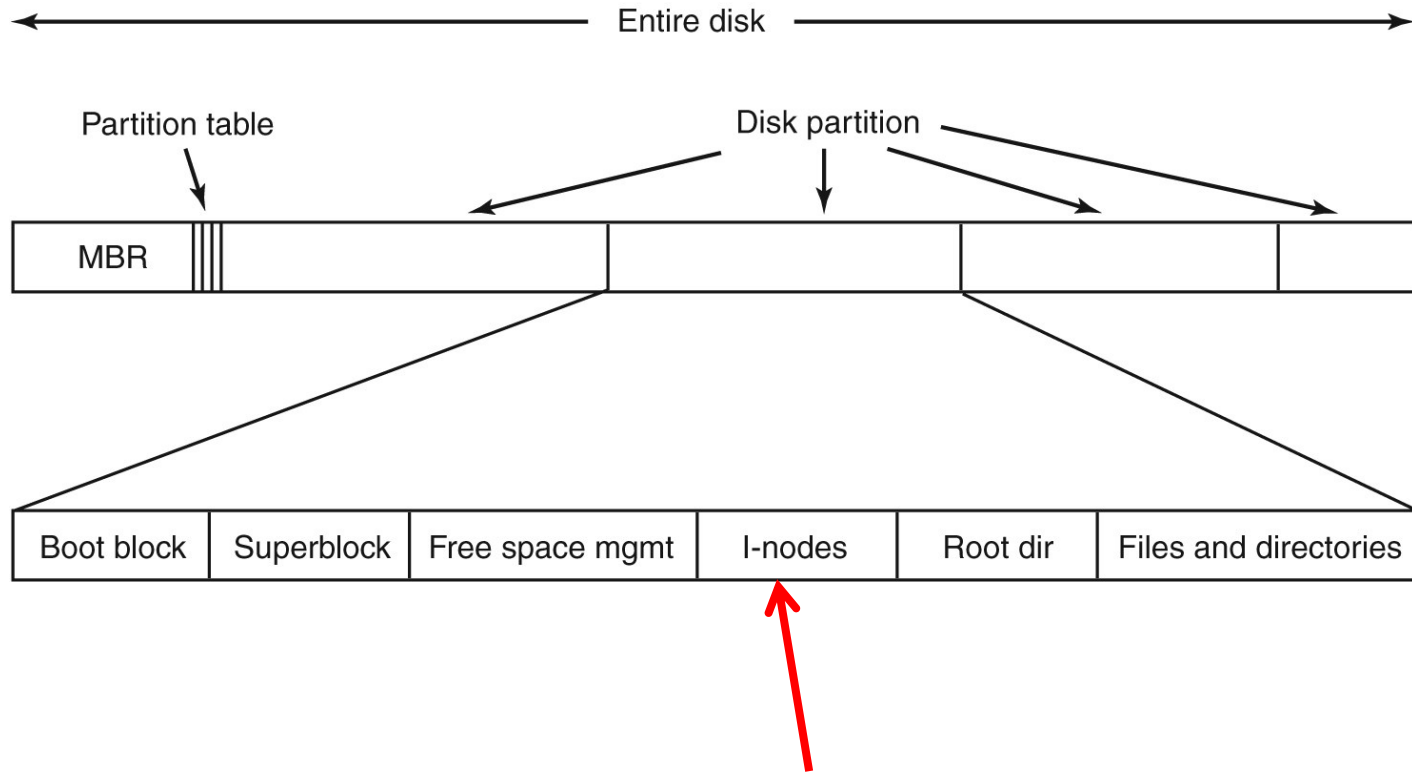 Entire disk
Partition table
Disk partition
MBR
Boot block
Superblock
Free space mgmt
I-nodes
Root dir
Files and directories